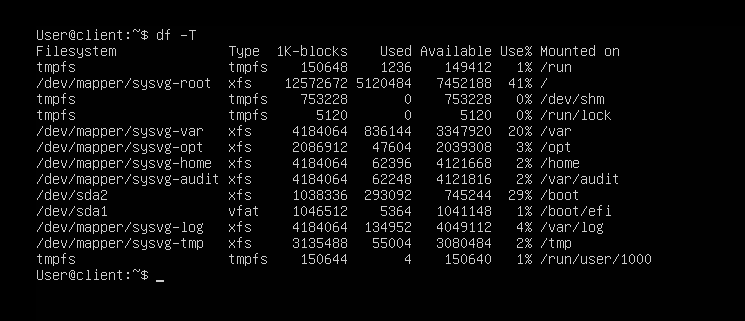 User@client:~$ df -T
Filesystem              Type  1K-blocks    Used Available Use% Mounted on
tmpfs                   tmpfs    150648    1236    149412   1% /run
/dev/mapper/sysvg-root  xfs    12572672 5120484   7452188  41% /
tmpfs                   tmpfs    753228       0    753228   0% /dev/shm
tmpfs                   tmpfs      5120       0      5120   0% /run/lock
/dev/mapper/sysvg-var   xfs     4184064  836144   3347920  20% /var
/dev/mapper/sysvg-opt   xfs     2086912   47604   2039308   3% /opt
/dev/mapper/sysvg-home  xfs     4184064   62396   4121668   2% /home
/dev/mapper/sysvg-audit xfs     4184064   62248   4121816   2% /var/audit
/dev/sda2               xfs     1038336  293092    745244  29% /boot
/dev/sda1               vfat    1046512    5364   1041148   1% /boot/efi
/dev/mapper/sysvg-log   xfs     4184064  134952   4049112   4% /var/log
/dev/mapper/sysvg-tmp   xfs     3135488   55004   3080484   2% /tmp
tmpfs                   tmpfs    150644       4    150640   1% /run/user/1000
User@client:~$ _